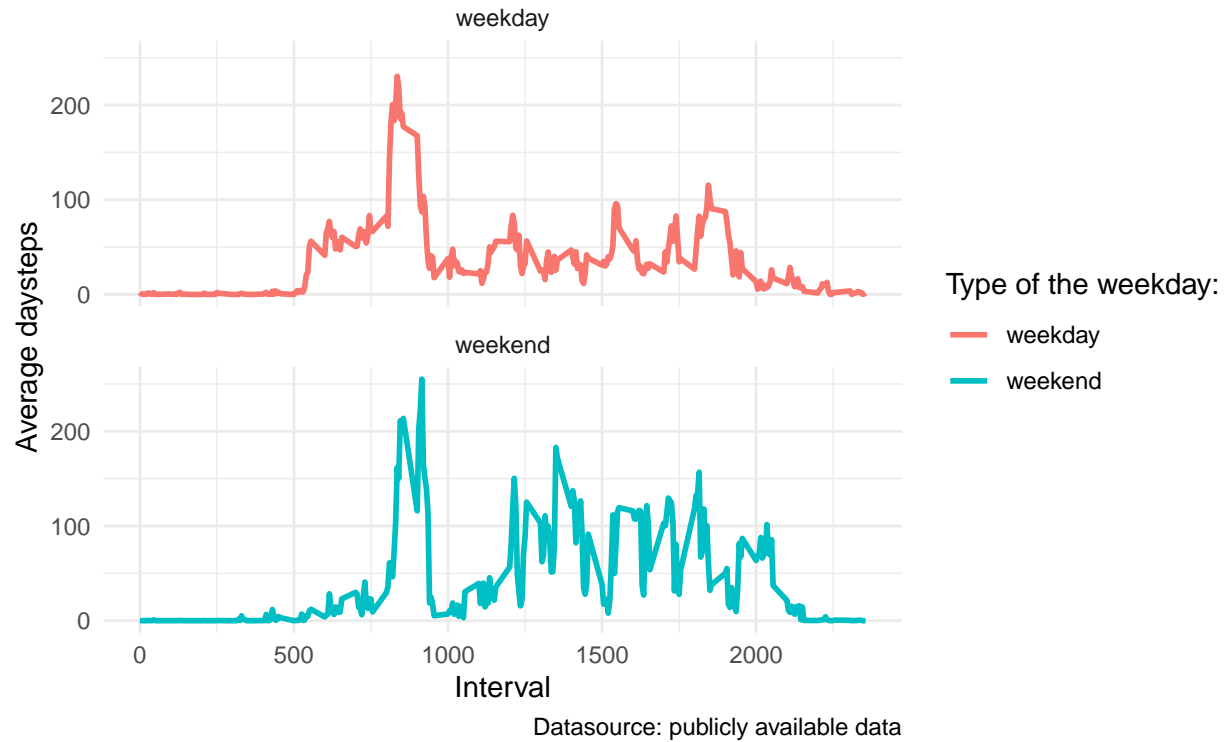 weekday
200
100
0
weekend
200
100
0
0 500 1000 1500 2000
Interval
Average daysteps
Datasource: publicly available data
Type of the weekday:
weekday
weekend